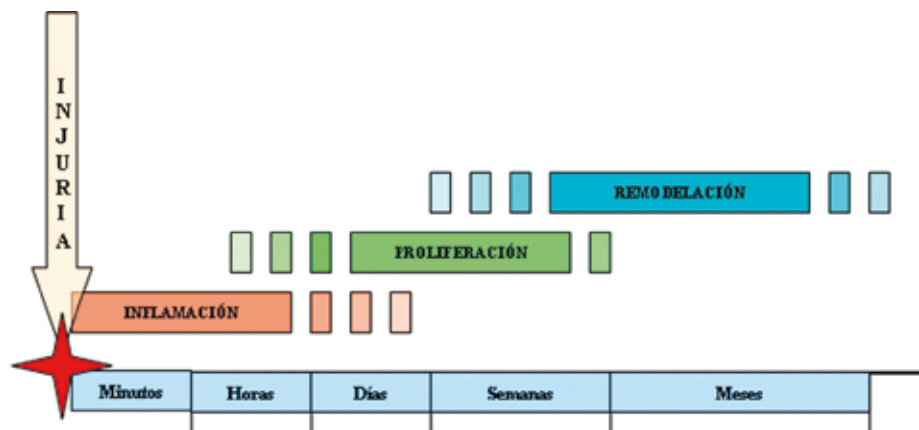 INJURIA
REMODELACIÓN
PROLIFERACIÓN
INFLAMACIÓN
Minutos Horas Días Semanas Meses